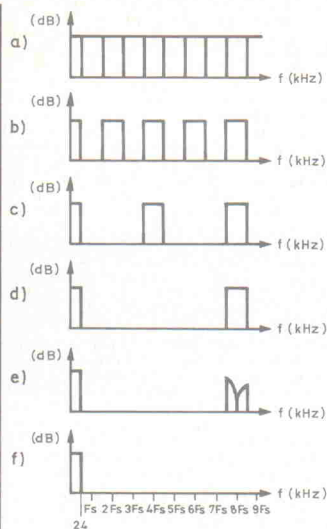 (dB)
a)
f (kHz)
(dB)
b)
f (kHz)
(dB)
c)
f (kHz)
(dB)
d)
f (kHz)
(dB)
e)
f (kHz)
(dB)
f)
f (kHz)
Fs 2Fs 3Fs 4Fs 5Fs 6Fs 7Fs 8Fs 9Fs
24